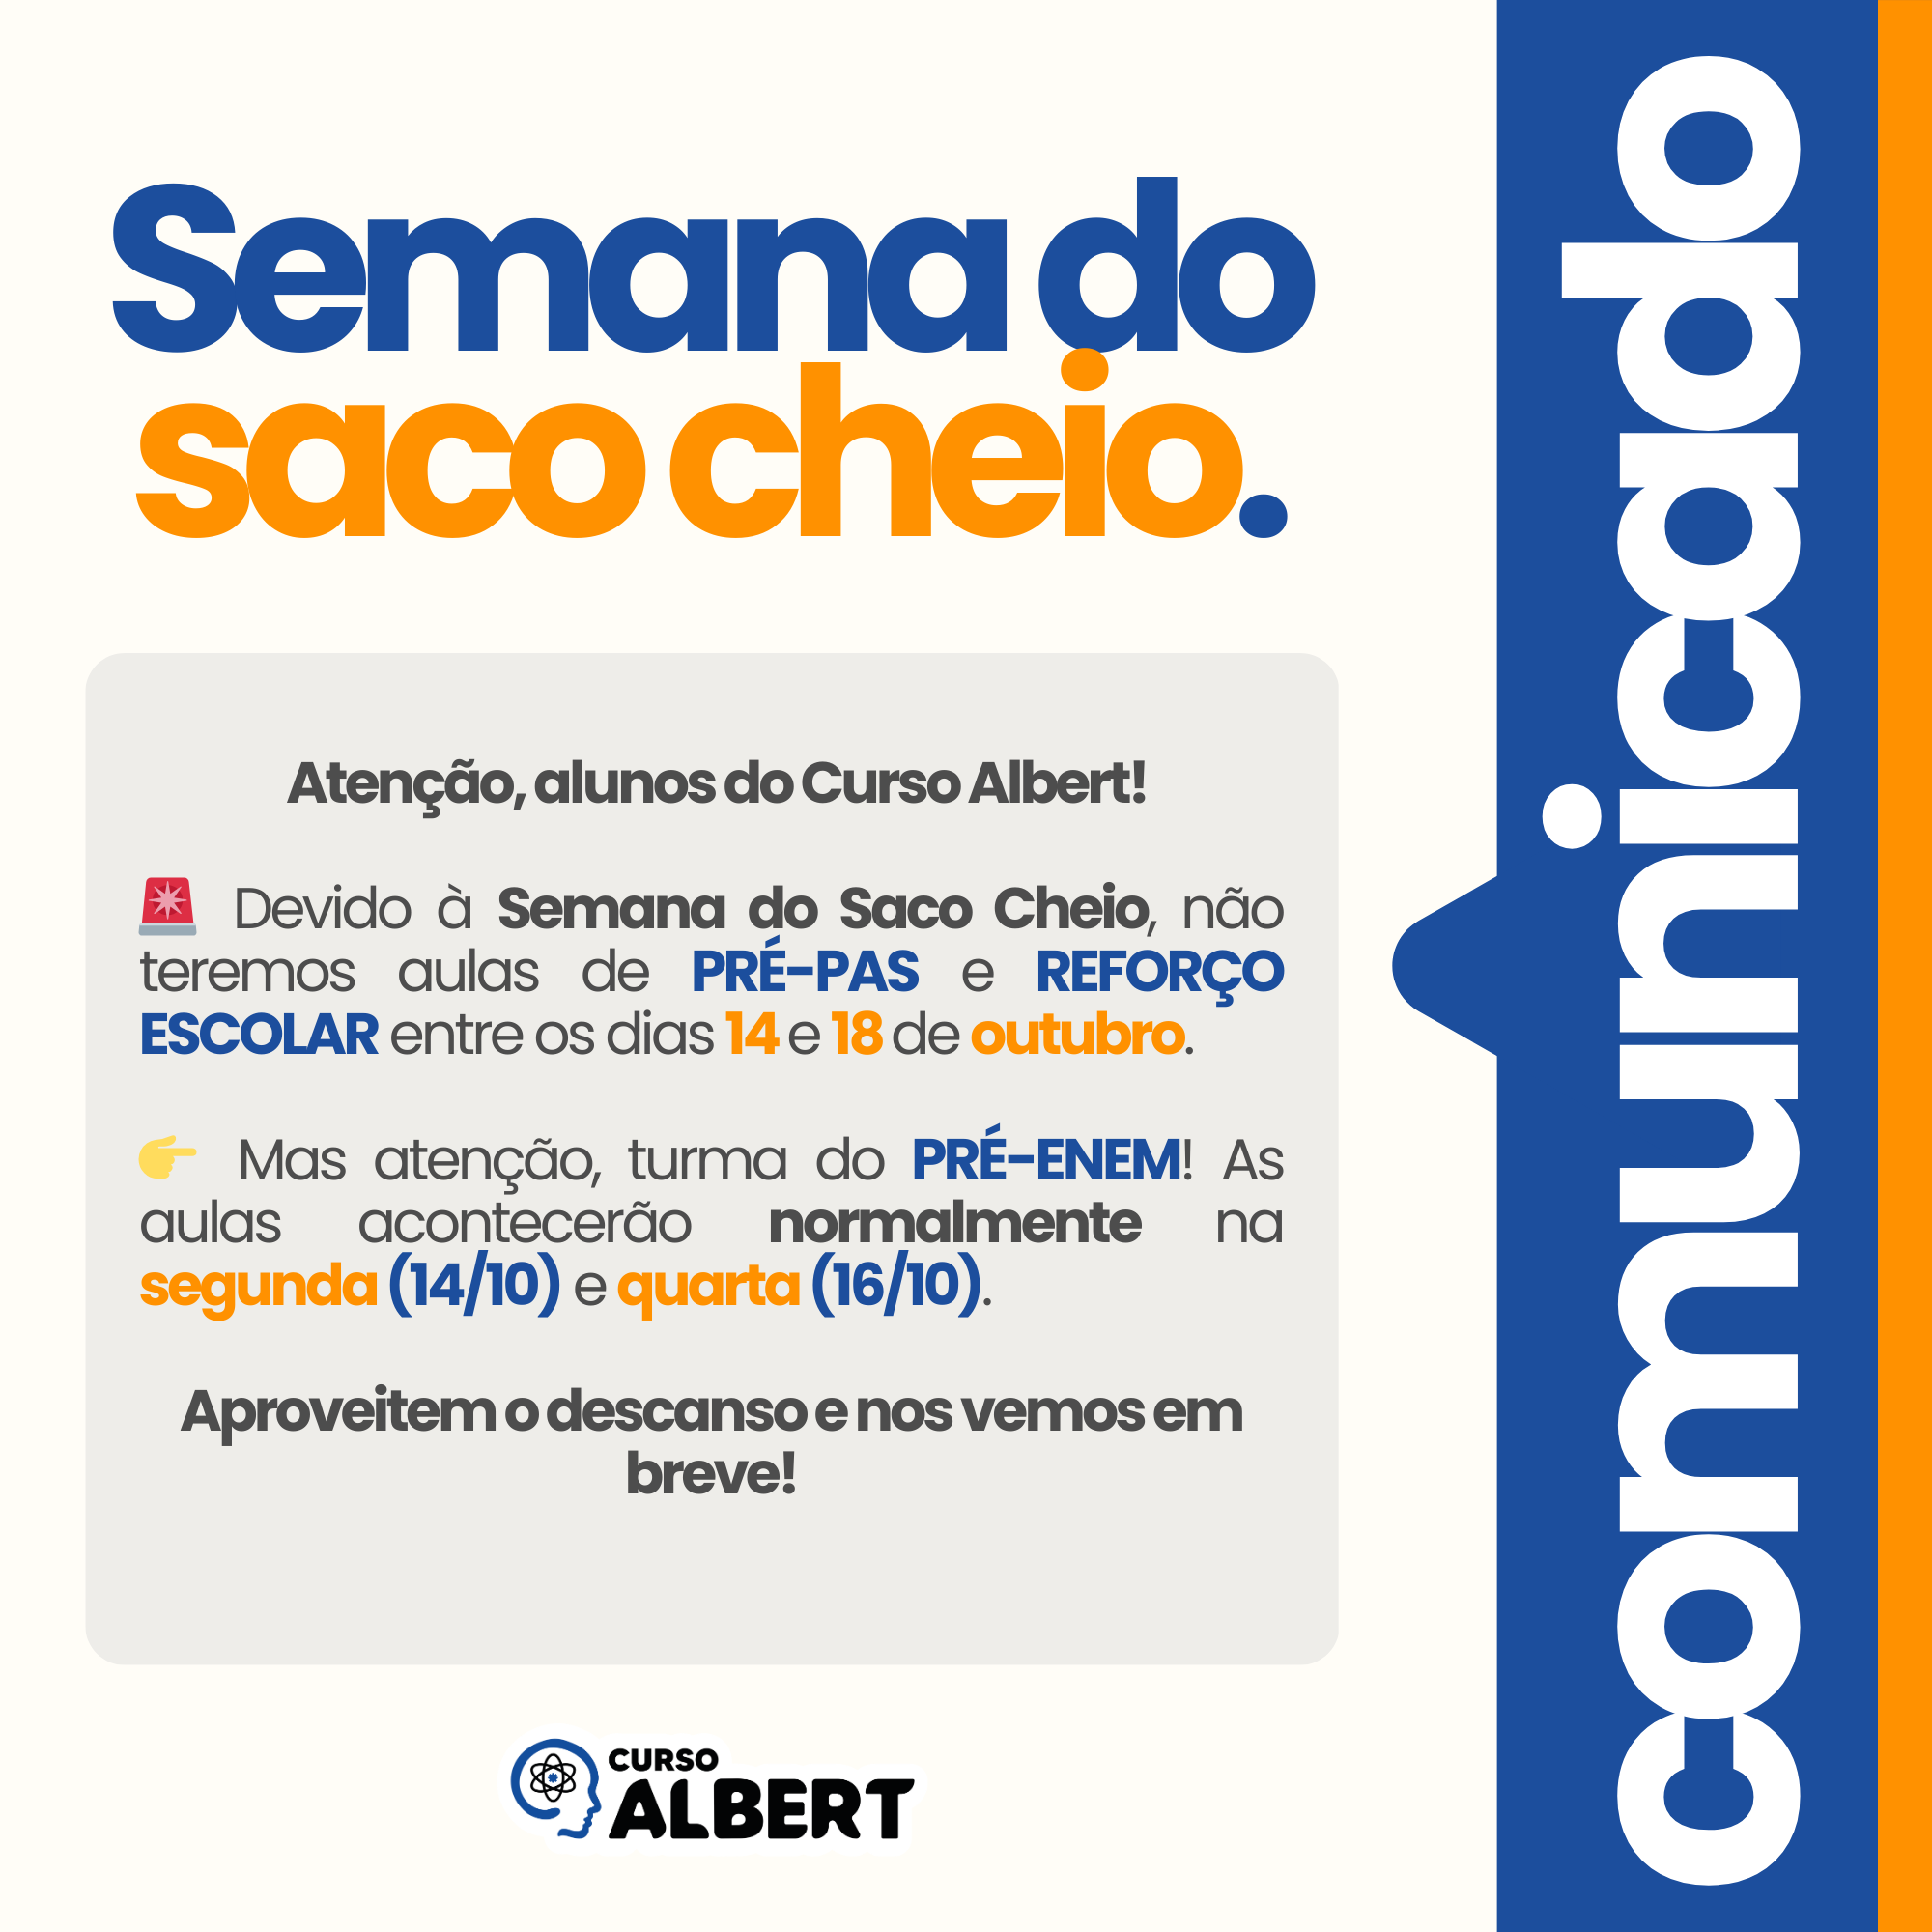 Semana do
saco cheio.
Atenção, alunos do Curso Albert!
🚨 Devido à Semana do Saco Cheio, não
teremos aulas de PRÉ-PAS e REFORÇO
ESCOLAR entre os dias 14 e 18 de outubro.
👉 Mas atenção, turma do PRÉ-ENEM! As
aulas acontecerão normalmente na
segunda (14/10) e quarta (16/10).
Aproveitem o descanso e nos vemos em
breve!
CURSO
ALBERT
comunicado